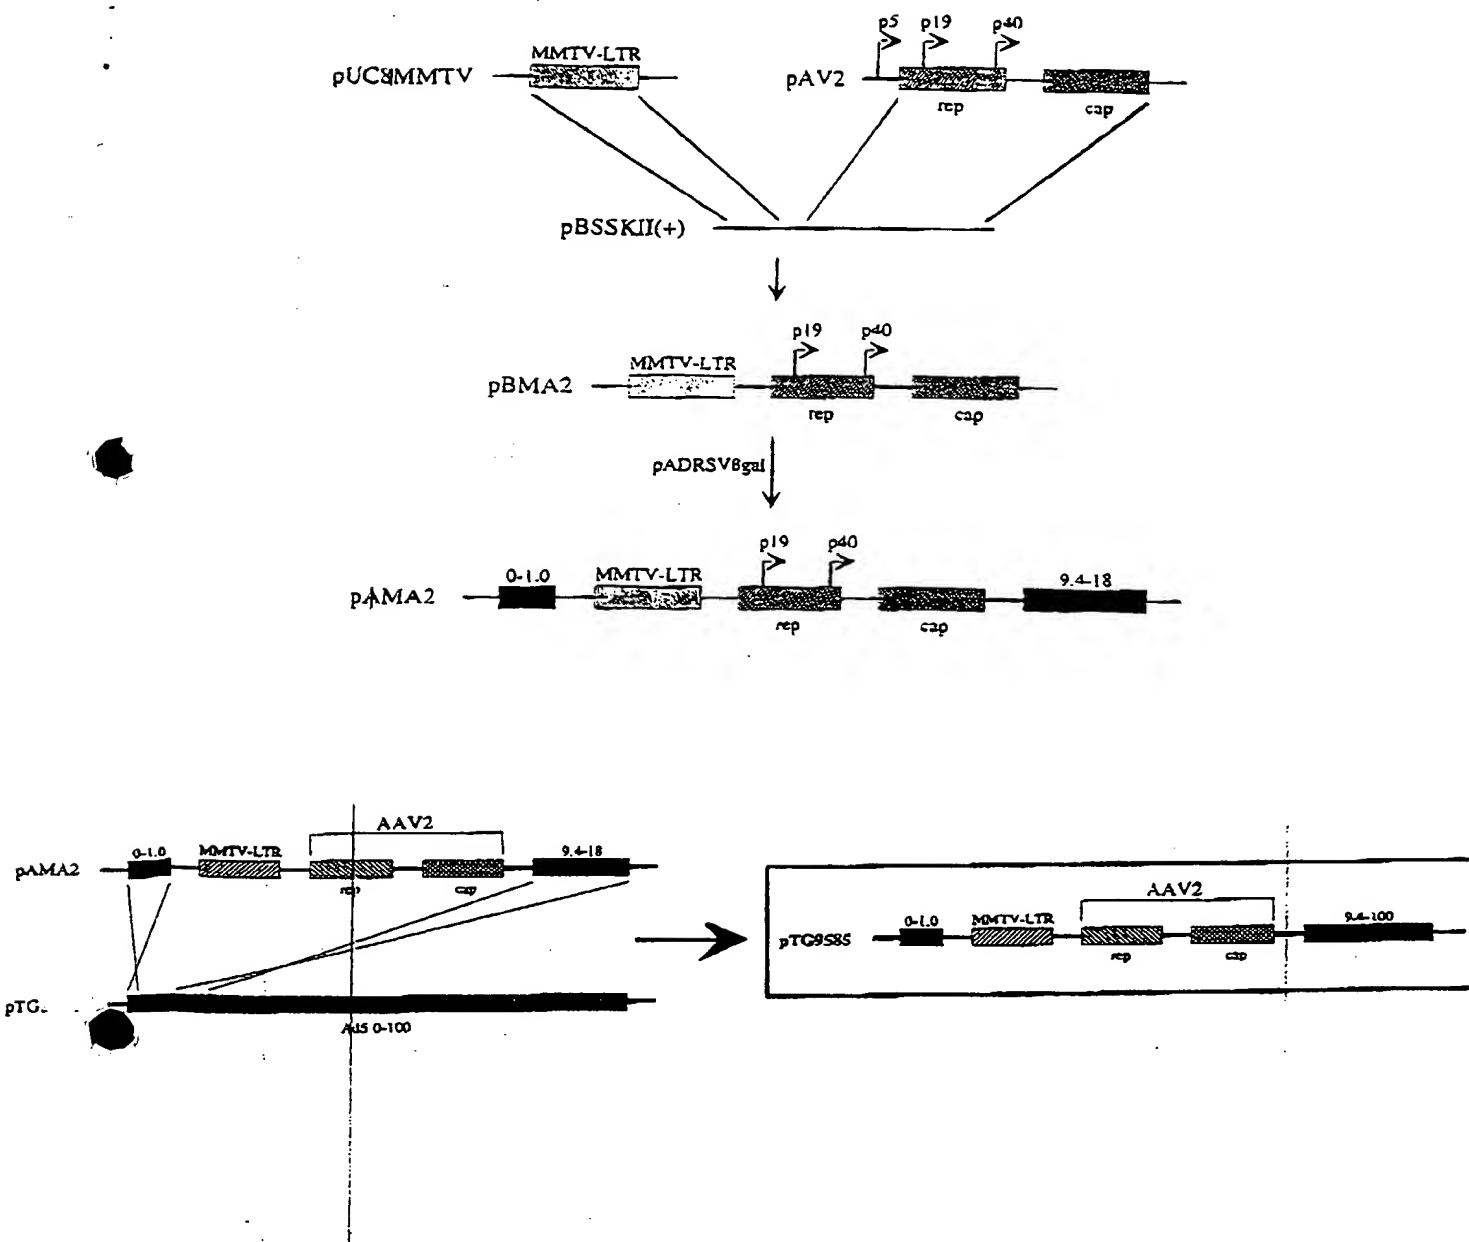 p5 p19 p40
MMTV-LTR
pUC8MMTV
pAV2
rep
cap
pBSSKII(+)
p19 p40
MMTV-LTR
pBMA2
rep
cap
pADRSVβgal
p19 p40
0-1.0
MMTV-LTR
9.4-18
pAMA2
rep
cap
AAV2
0-1.0
MMTV-LTR
9.4-18
pAMA2
rep
cap
pTG
Ad5 0-100
AAV2
0-1.0
MMTV-LTR
9.4-100
pTG9585
rep
cap